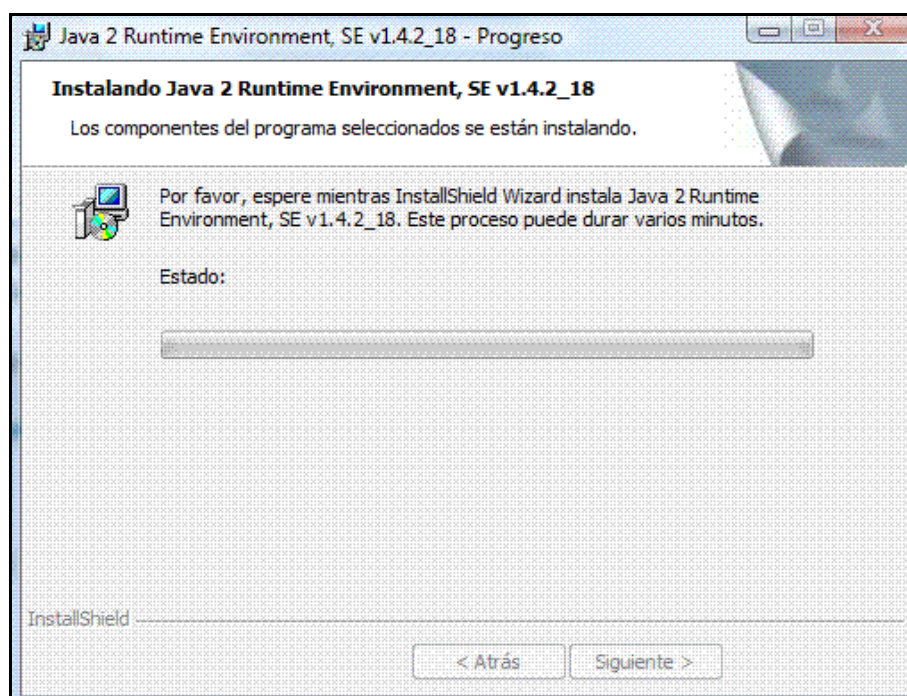 Java 2 Runtime Environment, SE v1.4.2_18 - Progreso
Instalando Java 2 Runtime Environment, SE v1.4.2_18
Los componentes del programa seleccionados se están instalando.
Por favor, espere mientras InstallShield Wizard instala Java 2 Runtime
Environment, SE v1.4.2_18. Este proceso puede durar varios minutos.
Estado:
InstallShield
< Atrás
Siguiente >